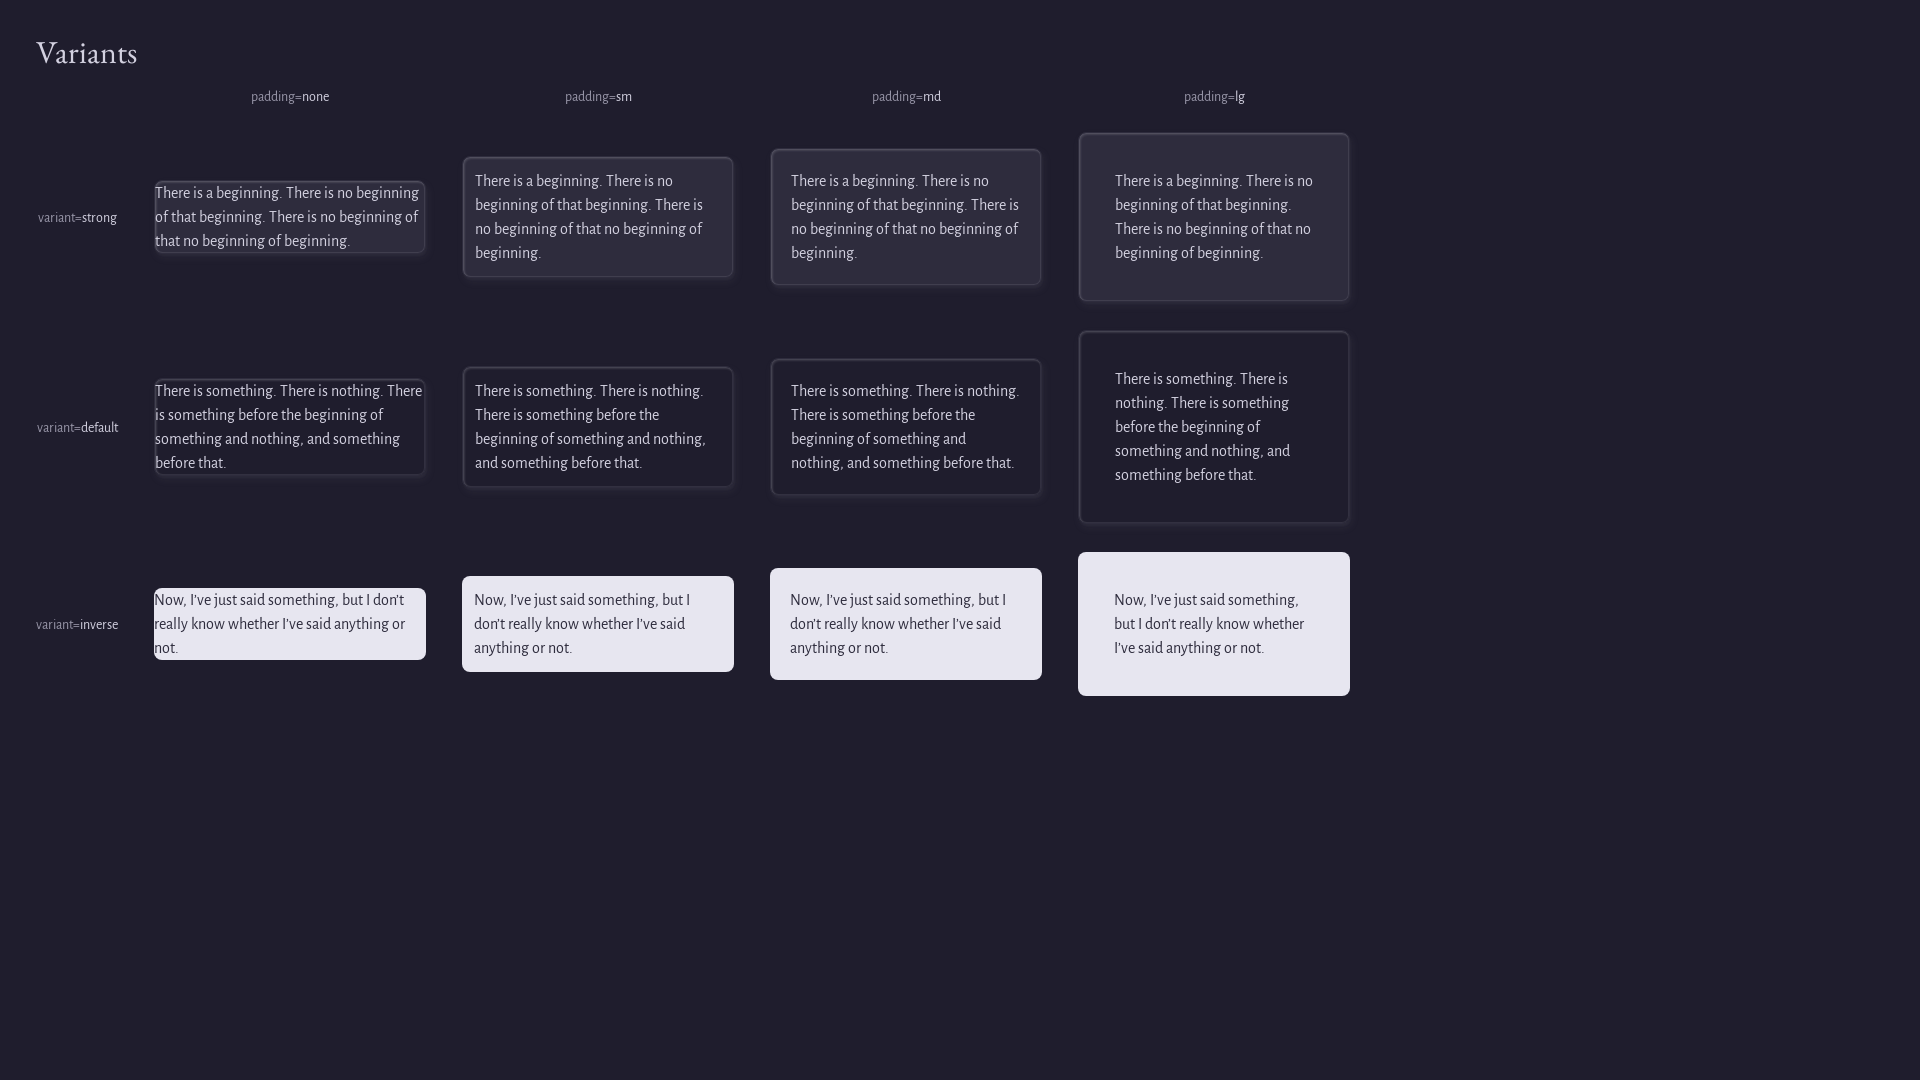 Variants
padding=none
padding=sm
padding=md
padding=lg
variant=strong
There is a beginning. There is no beginning
of that beginning. There is no beginning of
that no beginning of beginning.
There is a beginning. There is no
beginning of that beginning. There is
no beginning of that no beginning of
beginning.
There is a beginning. There is no
beginning of that beginning. There is
no beginning of that no beginning of
beginning.
There is a beginning. There is no
beginning of that beginning.
There is no beginning of that no
beginning of beginning.
variant=default
There is something. There is nothing. There
is something before the beginning of
something and nothing, and something
before that.
There is something. There is nothing.
There is something before the
beginning of something and nothing,
and something before that.
There is something. There is nothing.
There is something before the
beginning of something and
nothing, and something before that.
There is something. There is
nothing. There is something
before the beginning of
something and nothing, and
something before that.
variant=inverse
Now, I've just said something, but I don't
really know whether I've said anything or
not.
Now, I've just said something, but I
don't really know whether I've said
anything or not.
Now, I've just said something, but I
don't really know whether I've said
anything or not.
Now, I've just said something,
but I don't really know whether
I've said anything or not.